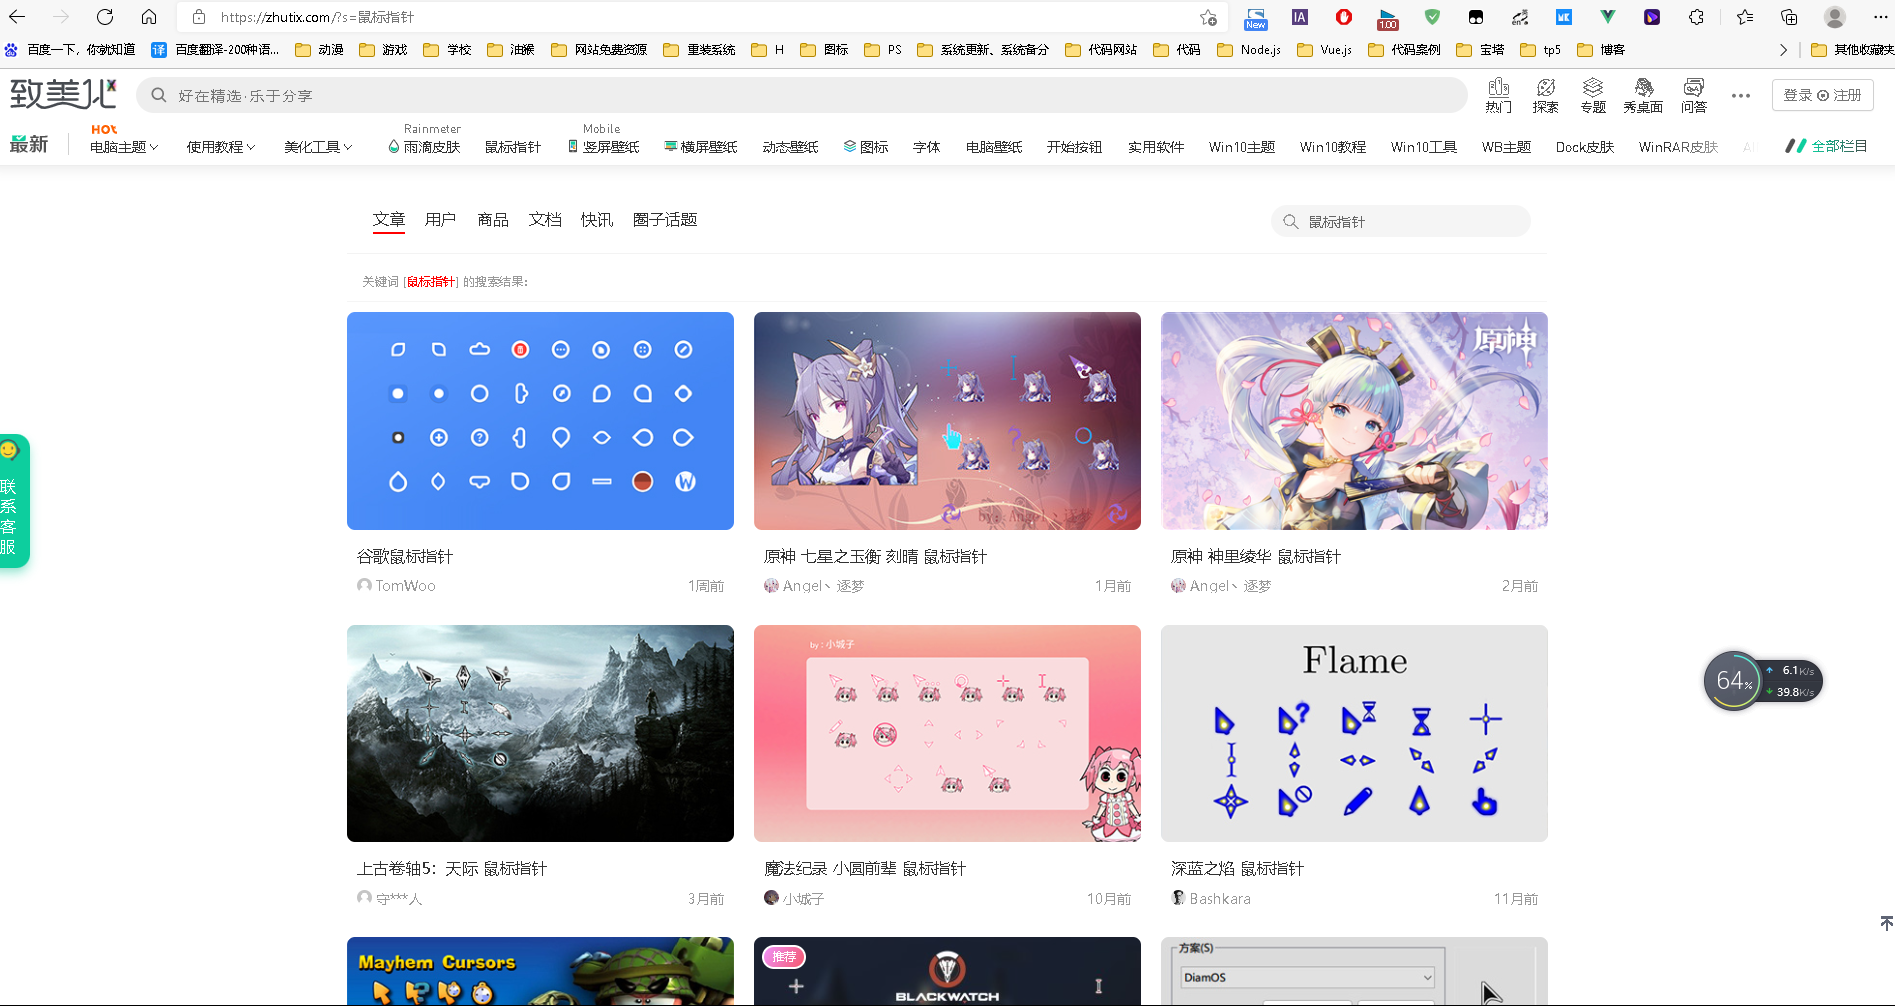 https://zhutix.com/?s=鼠标指针
New
IA
1.00
百度一下，你就知道
译 百度翻译-200种语...
动漫
游戏
学校
油猴
网站免费资源
重装系统
H
图标
PS
系统更新、系统备分
代码网站
代码
Node.js
Vue.js
代码案例
宝塔
tp5
博客
其他收藏夹
致美化
好在精选·乐于分享
热门
探索
专题
秀桌面
问答
登录 注册
最新
HOT
电脑主题
使用教程
美化工具
Rainmeter
雨滴皮肤
鼠标指针
Mobile
竖屏壁纸
横屏壁纸
动态壁纸
图标
字体
电脑壁纸
开始按钮
实用软件
Win10主题
Win10教程
Win10工具
WB主题
Dock皮肤
WinRAR皮肤
全部栏目
文章
用户
商品
文档
快讯
圈子话题
鼠标指针
关键词 [鼠标指针] 的搜索结果：
by: Angel丶逐梦
原神
谷歌鼠标指针
TomWoo
1周前
原神 七星之玉衡 刻晴 鼠标指针
Angel丶逐梦
1月前
原神 神里绫华 鼠标指针
Angel丶逐梦
2月前
联系客服
by : 小城子
Flame
64%
6.1K/s
39.8K/s
上古卷轴5：天际 鼠标指针
守***人
3月前
魔法纪录 小圆前辈 鼠标指针
小城子
10月前
深蓝之焰 鼠标指针
Bashkara
11月前
Mayhem Cursors
推荐
BLACKWATCH
方案(S)
DiamOS